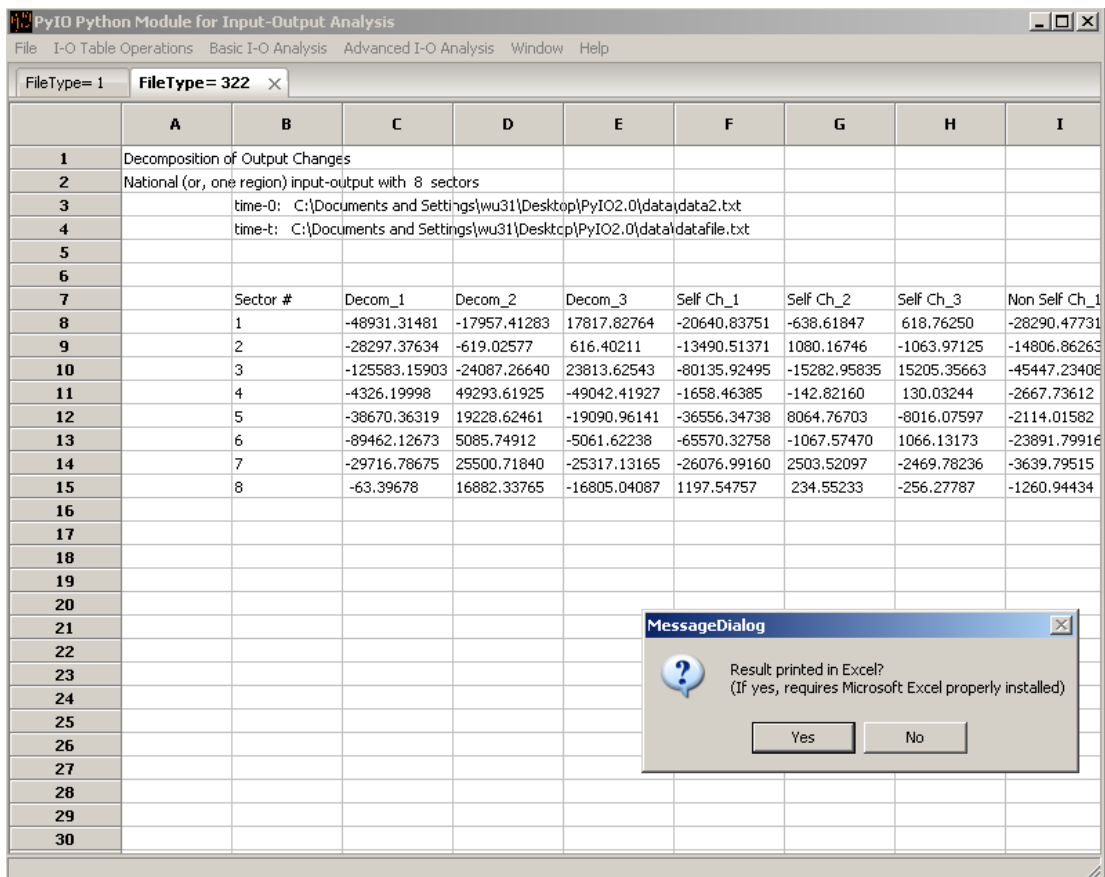 PyIO Python Module for Input-Output Analysis
File I-O Table Operations Basic I-O Analysis Advanced I-O Analysis Window Help
FileType= 1 FileType= 322
A B C D E F G H I
1 Decomposition of Output Changes
2 National (or, one region) input-output with 8 sectors
3 time-0: C:\Documents and Settings\wu31\Desktop\PyIO2.0\data\data2.txt
4 time-t: C:\Documents and Settings\wu31\Desktop\PyIO2.0\data\datafile.txt
5
6
7 Sector # Decom_1 Decom_2 Decom_3 Self Ch_1 Self Ch_2 Self Ch_3 Non Self Ch_1
8 1 -48931.31481 -17957.41283 17817.82764 -20640.83751 -638.61847 618.76250 -28290.47731
9 2 -28297.37634 -619.02577 616.40211 -13490.51371 1080.16746 -1063.97125 -14806.86263
10 3 -125583.15903 -24087.26640 23813.62543 -80135.92495 -15282.95835 15205.35663 -45447.23408
11 4 -4326.19998 49293.61925 -49042.41927 -1658.46385 -142.82160 130.03244 -2667.73612
12 5 -38670.36319 19228.62461 -19090.96141 -36556.34738 8064.76703 -8016.07597 -2114.01582
13 6 -89462.12673 5085.74912 -5061.62238 -65570.32758 -1067.57470 1066.13173 -23891.79916
14 7 -29716.78675 25500.71840 -25317.13165 -26076.99160 2503.52097 -2469.78236 -3639.79515
15 8 -63.39678 16882.33765 -16805.04087 1197.54757 234.55233 -256.27787 -1260.94434
16
17
18
19
20
21
22
23
24
25
26
27
28
29
30
MessageDialog
Result printed in Excel?
(If yes, requires Microsoft Excel properly installed)
Yes No